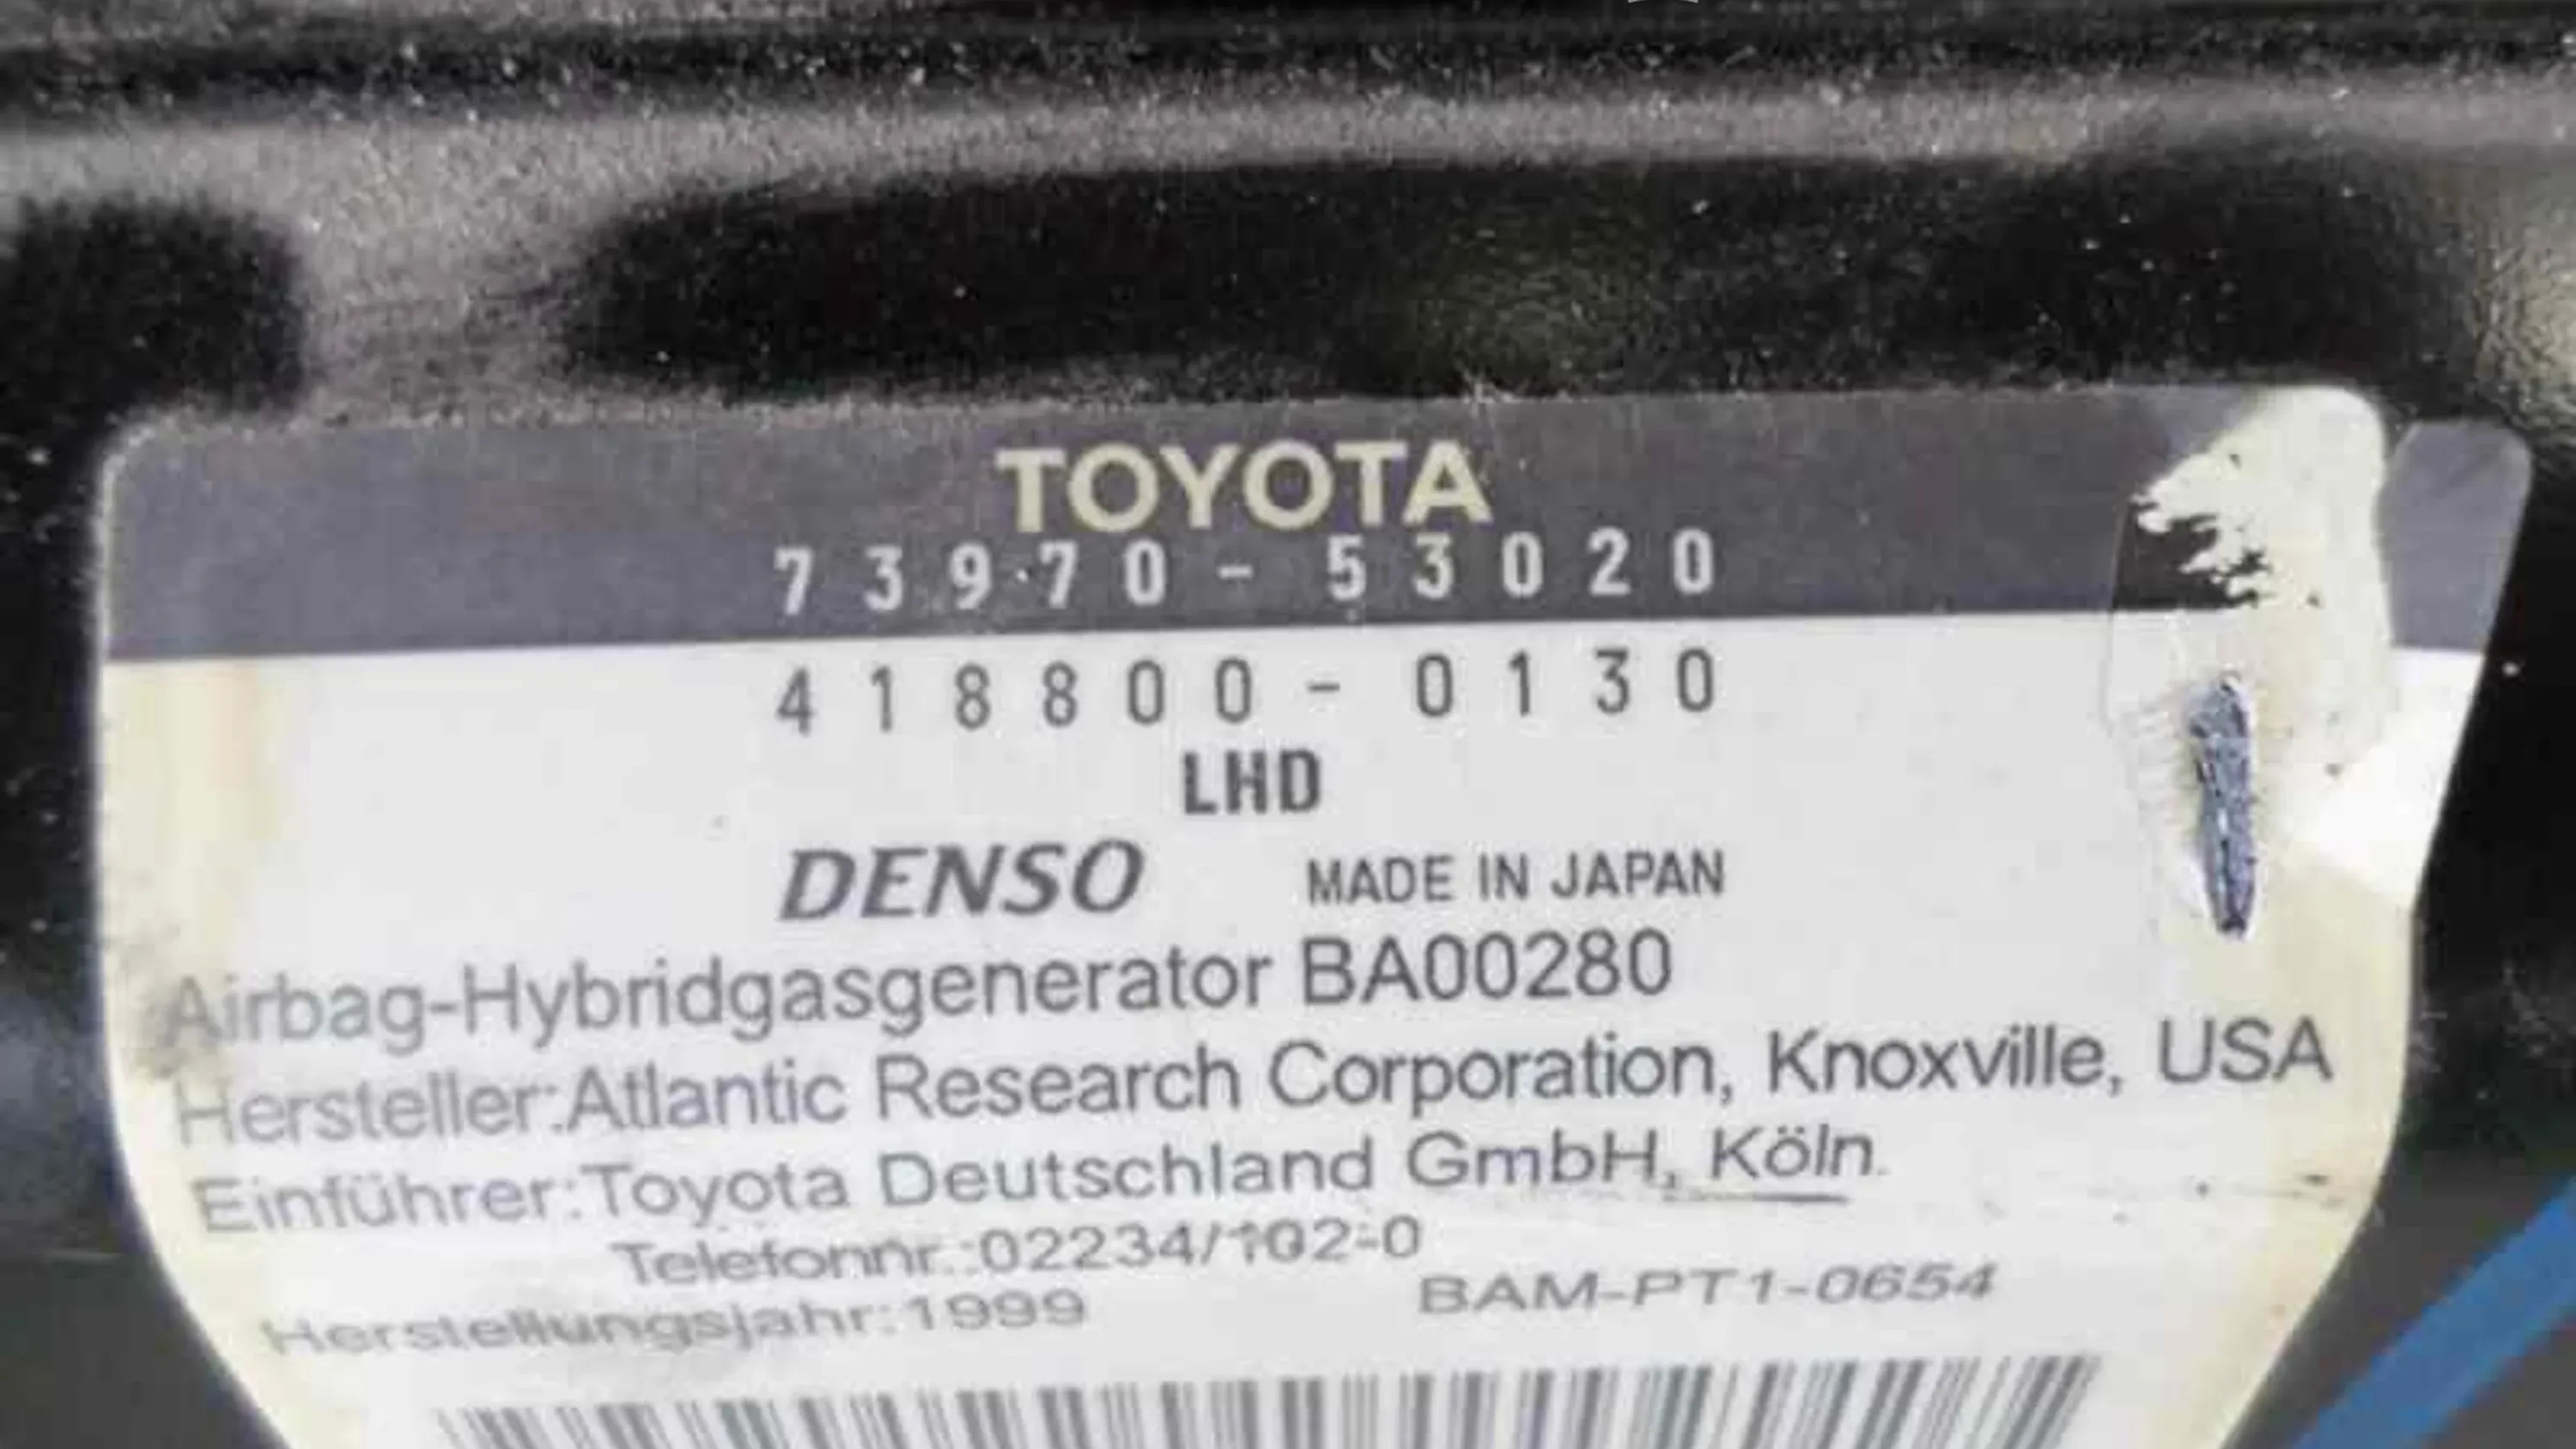 TOYOTA
73970-53020
418800-0130
LHD
DENSO MADE IN JAPAN
Airbag-Hybridgasgenerator BA00280
Hersteller:Atlantic Research Corporation, Knoxville, USA
Einführer:Toyota Deutschland GmbH, Köln
Telefonnr.:02234/102-0
Herstellungsjahr:1999 BAM-PT1-0654